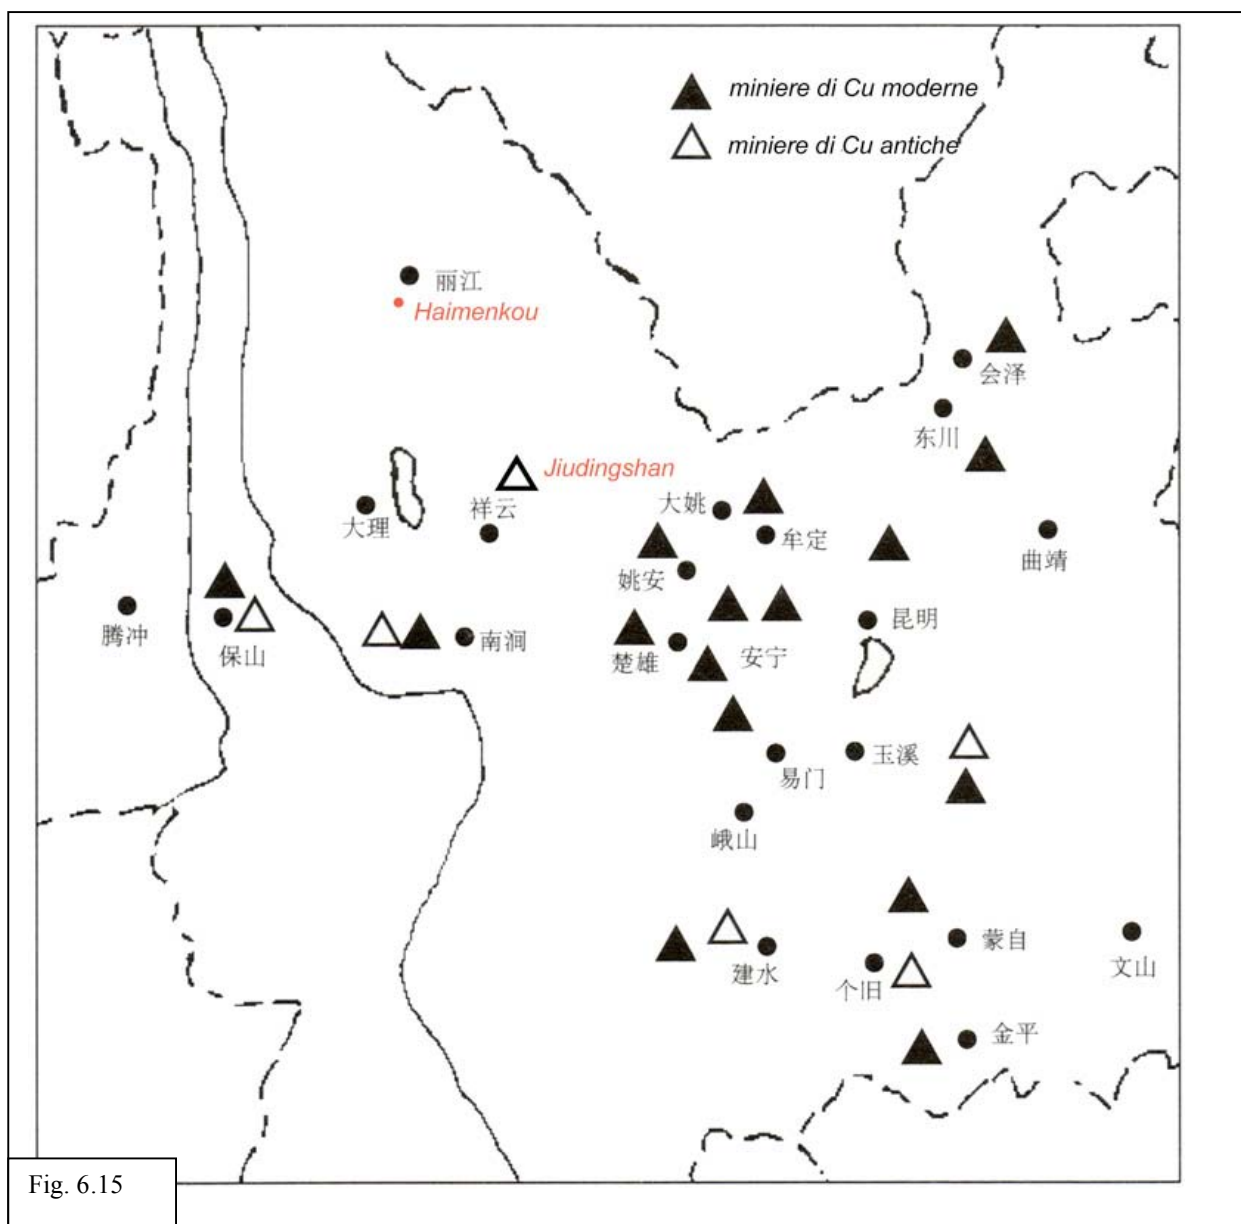 miniere di Cu moderne
miniere di Cu antiche
丽江
Haimenkou
会泽
东川
Jiudingshan
祥云
大理
大姚
牟定
曲靖
姚安
昆明
腾冲
保山
南涧
楚雄
安宁
玉溪
易门
峨山
蒙自
文山
建水
个旧
金平
Fig. 6.15